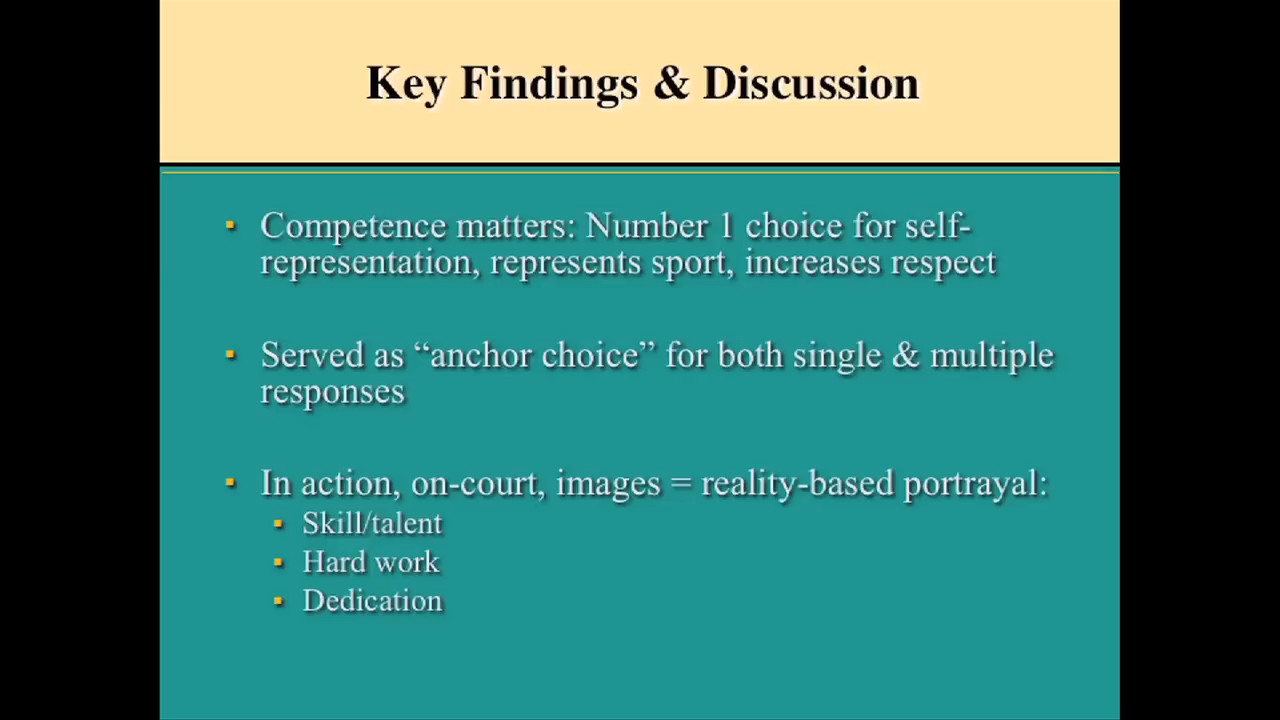 Key Findings & Discussion
▪ Competence matters: Number 1 choice for self-
representation, represents sport, increases respect
▪ Served as “anchor choice” for both single & multiple
responses
▪ In action, on-court, images = reality-based portrayal:
▪ Skill/talent
▪ Hard work
▪ Dedication